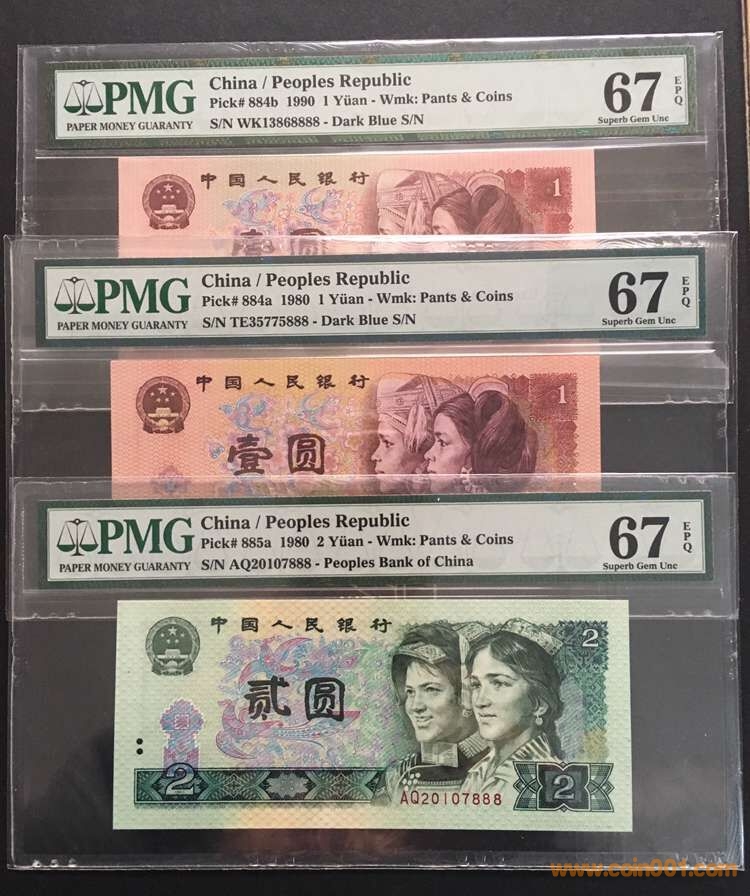 PMG
PAPER MONEY GUARANTY
China / Peoples Republic
Pick# 884b 1990 1 Yüan - Wmk: Pants & Coins
S/N WK13868888 - Dark Blue S/N
67
EPQ
Superb Gem Unc
中国人民银行
壹圆
1
PMG
PAPER MONEY GUARANTY
China / Peoples Republic
Pick# 884a 1980 1 Yüan - Wmk: Pants & Coins
S/N TE35775888 - Dark Blue S/N
67
EPQ
Superb Gem Unc
中国人民银行
壹圆
1
PMG
PAPER MONEY GUARANTY
China / Peoples Republic
Pick# 885a 1980 2 Yüan - Wmk: Pants & Coins
S/N AQ20107888 - Peoples Bank of China
67
EPQ
Superb Gem Unc
中国人民银行
2
贰圆
2
2
AQ20107888
www.coin001.com